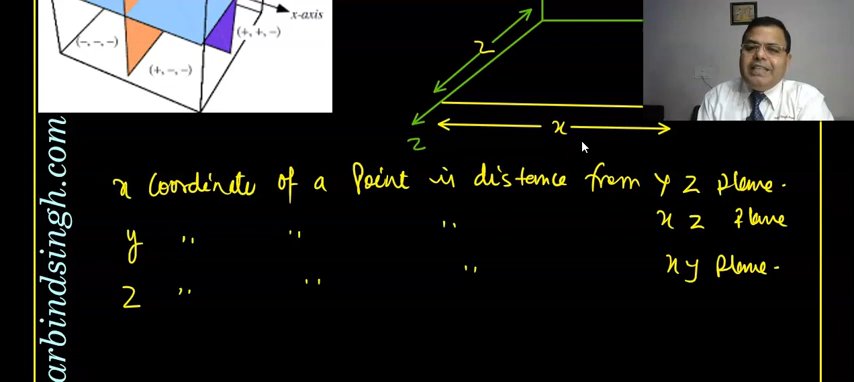 x-axis
(−, −, −)
(+, +, −)
(+, −, −)
z
z
x
x Coordinate of a Point is distance from y z plane.
y " " " x z Plane
z " " " x y plane.
arbindsingh.com